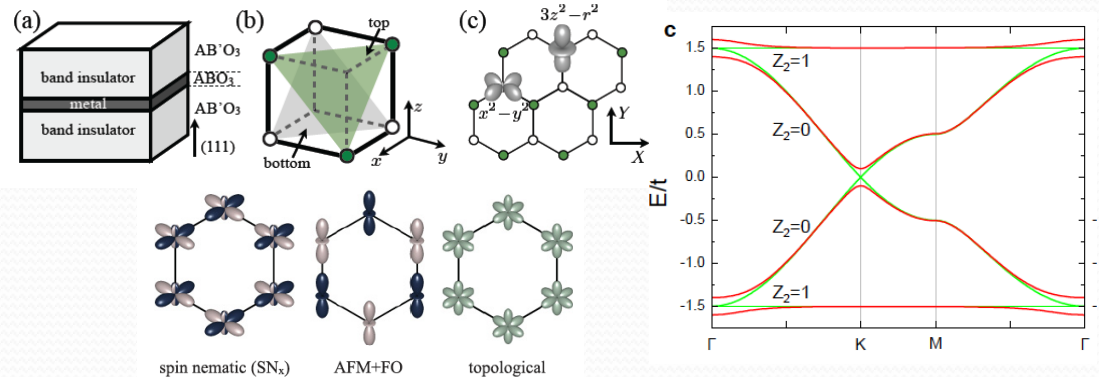 (a)
AB'O₃
band insulator
ABO₃
metal
AB'O₃
band insulator
(111)
(b)
top
z
bottom
x
y
(c)
3z²−r²
x²−y²
Y
X
spin nematic (SNₓ)
AFM+FO
topological
c
E/t
1.5
1.0
0.5
0.0
-0.5
-1.0
-1.5
Z₂=1
Z₂=0
Z₂=0
Z₂=1
Γ
K
M
Γ